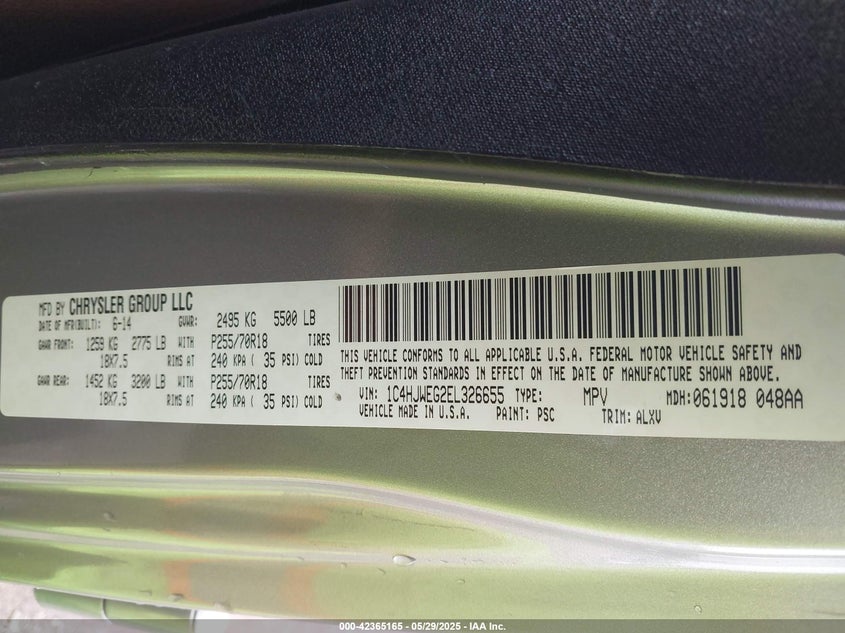 MFD BY CHRYSLER GROUP LLC
DATE OF MFR(BUILT): 6-14 GVWR: 2495 KG 5500 LB
GAWR FRONT: 1259 KG 2775 LB WITH P255/70R18 TIRES
18X7.5 RIMS AT 240 KPA ( 35 PSI) COLD
GAWR REAR: 1452 KG 3200 LB WITH P255/70R18 TIRES
18X7.5 RIMS AT 240 KPA ( 35 PSI) COLD
THIS VEHICLE CONFORMS TO ALL APPLICABLE U.S.A. FEDERAL MOTOR VEHICLE SAFETY AND
THEFT PREVENTION STANDARDS IN EFFECT ON THE DATE OF MANUFACTURE SHOWN ABOVE.
VIN: 1C4HJWEG2EL326655 TYPE: MPV MDH: 061918 048AA
VEHICLE MADE IN U.S.A. PAINT: PSC TRIM: ALXV
000-42365165 - 05/29/2025 - IAA Inc.